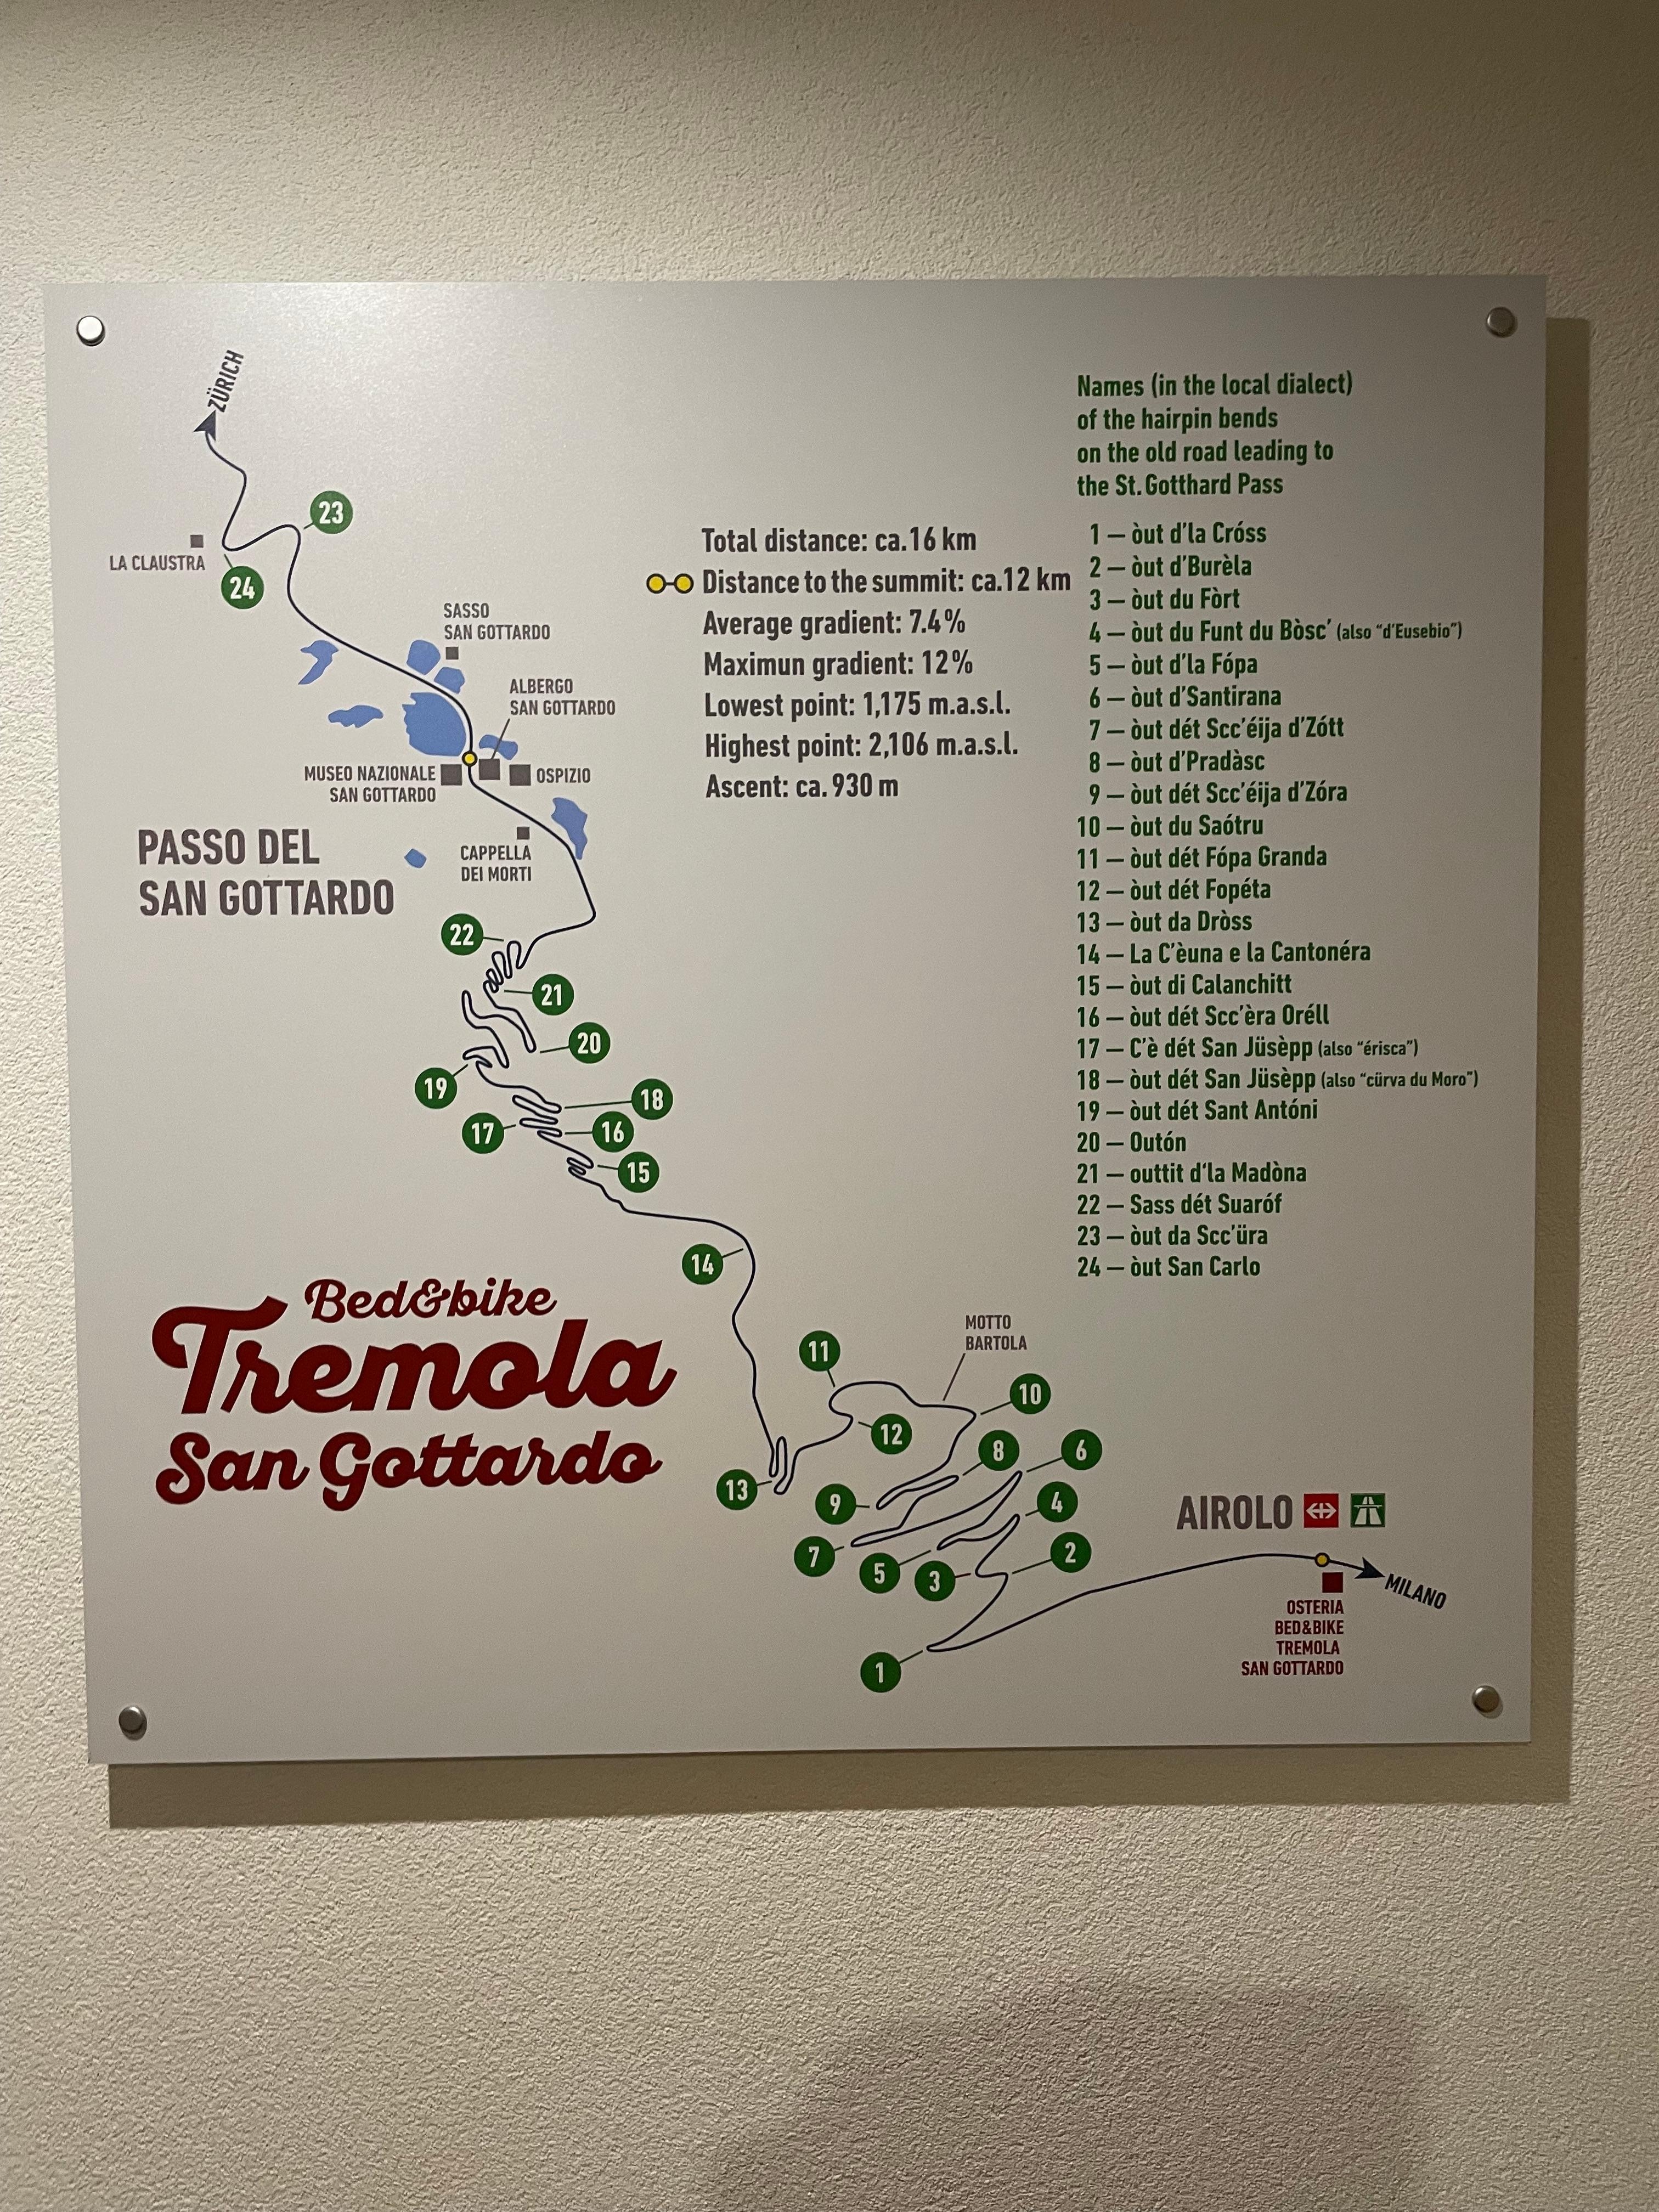 ZÜRICH
23
LA CLAUSTRA
24
SASSO
SAN GOTTARDO
ALBERGO
SAN GOTTARDO
MUSEO NAZIONALE
SAN GOTTARDO
OSPIZIO
PASSO DEL
SAN GOTTARDO
CAPPELLA
DEI MORTI
22
21
20
19
18
17
16
15
14
Total distance: ca. 16 km
Distance to the summit: ca. 12 km
Average gradient: 7.4%
Maximun gradient: 12%
Lowest point: 1,175 m.a.s.l.
Highest point: 2,106 m.a.s.l.
Ascent: ca. 930 m
Names (in the local dialect)
of the hairpin bends
on the old road leading to
the St. Gotthard Pass
1 – òut d'la Cróss
2 – òut d'Burèla
3 – òut du Fòrt
4 – òut du Funt du Bòsc' (also "d'Eusebio")
5 – òut d'la Fópa
6 – òut d'Santirana
7 – òut dét Scc'éija d'Zótt
8 – òut d'Pradàsc
9 – òut dét Scc'éija d'Zóra
10 – òut du Saótru
11 – òut dét Fópa Granda
12 – òut dét Fopéta
13 – òut da Dròss
14 – La C'èuna e la Cantonéra
15 – òut di Calanchitt
16 – òut dét Scc'èra Oréll
17 – C'è dét San Jüsèpp (also "érisca")
18 – òut dét San Jüsèpp (also "cürva du Moro")
19 – òut dét Sant Antóni
20 – Outón
21 – outtit d'la Madòna
22 – Sass dét Suaróf
23 – òut da Scc'üra
24 – òut San Carlo
Bed&bike
Tremola
San Gottardo
MOTTO
BARTOLA
11
10
12
8
6
13
9
4
7
5
3
2
1
AIROLO
MILANO
OSTERIA
BED&BIKE
TREMOLA
SAN GOTTARDO